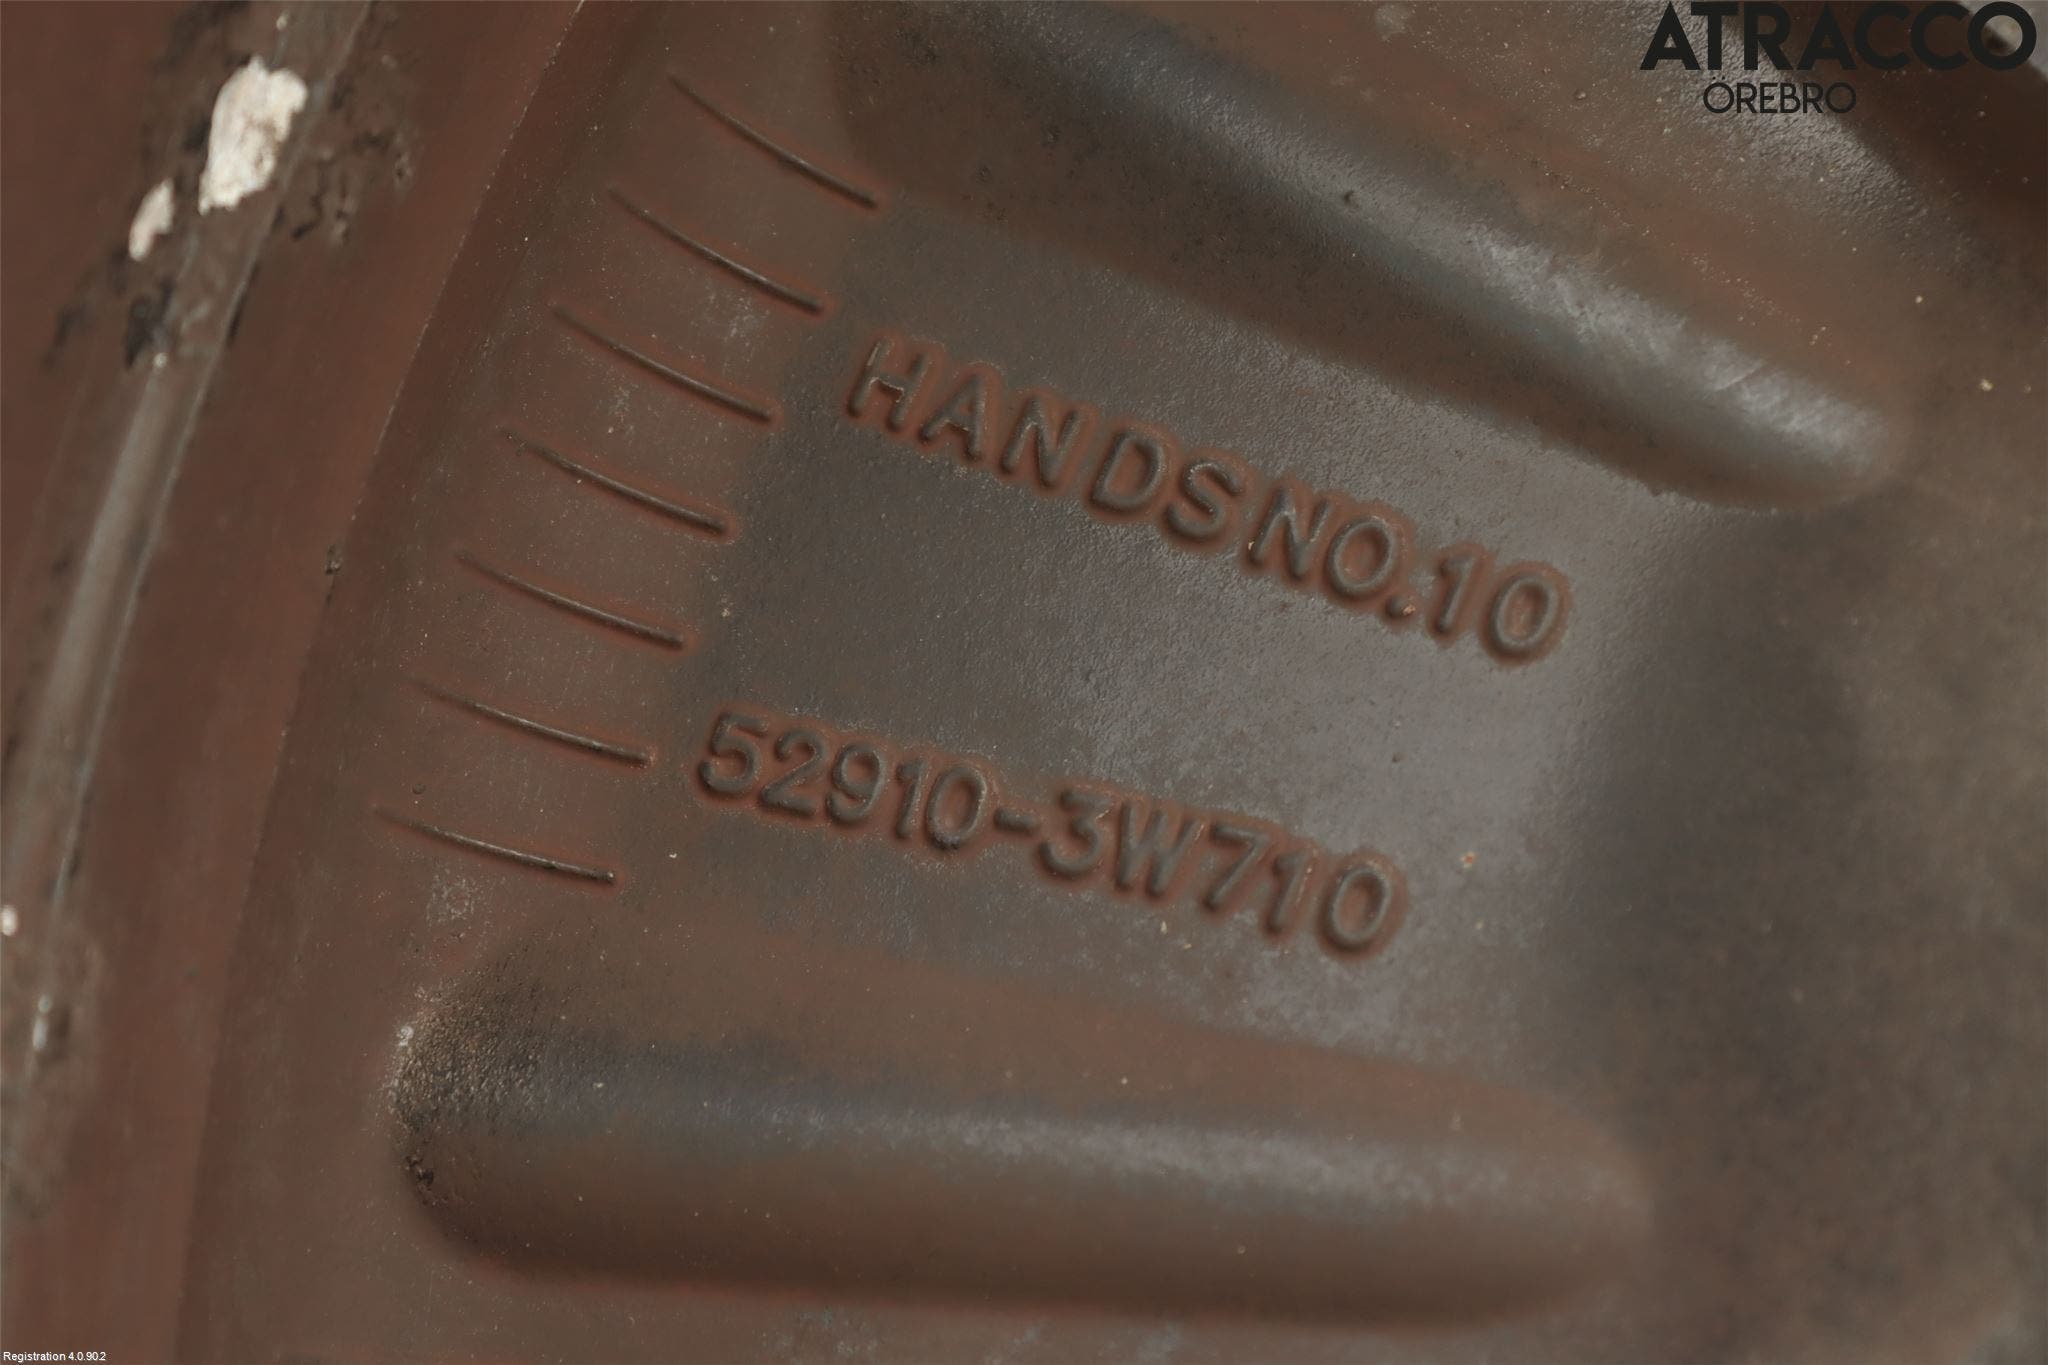 ATRACCO
ÖREBRO
HANDS NO.10
52910-3W710
Registration 4.0.90.2